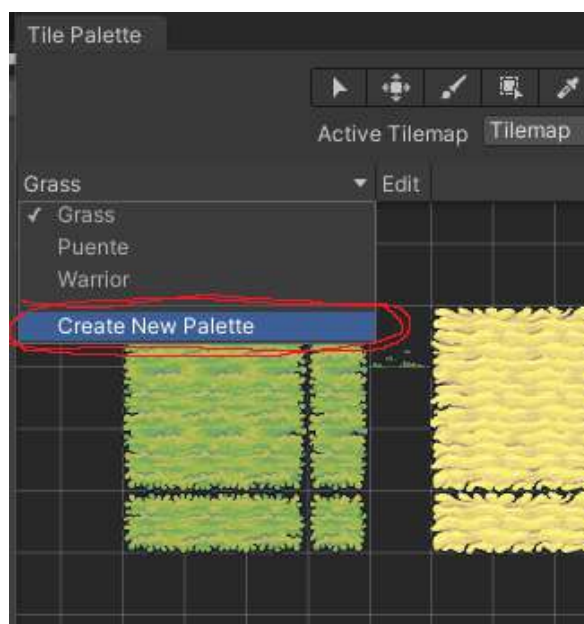 Tile Palette
Active Tilemap Tilemap
Grass Edit
✓ Grass
Puente
Warrior
Create New Palette